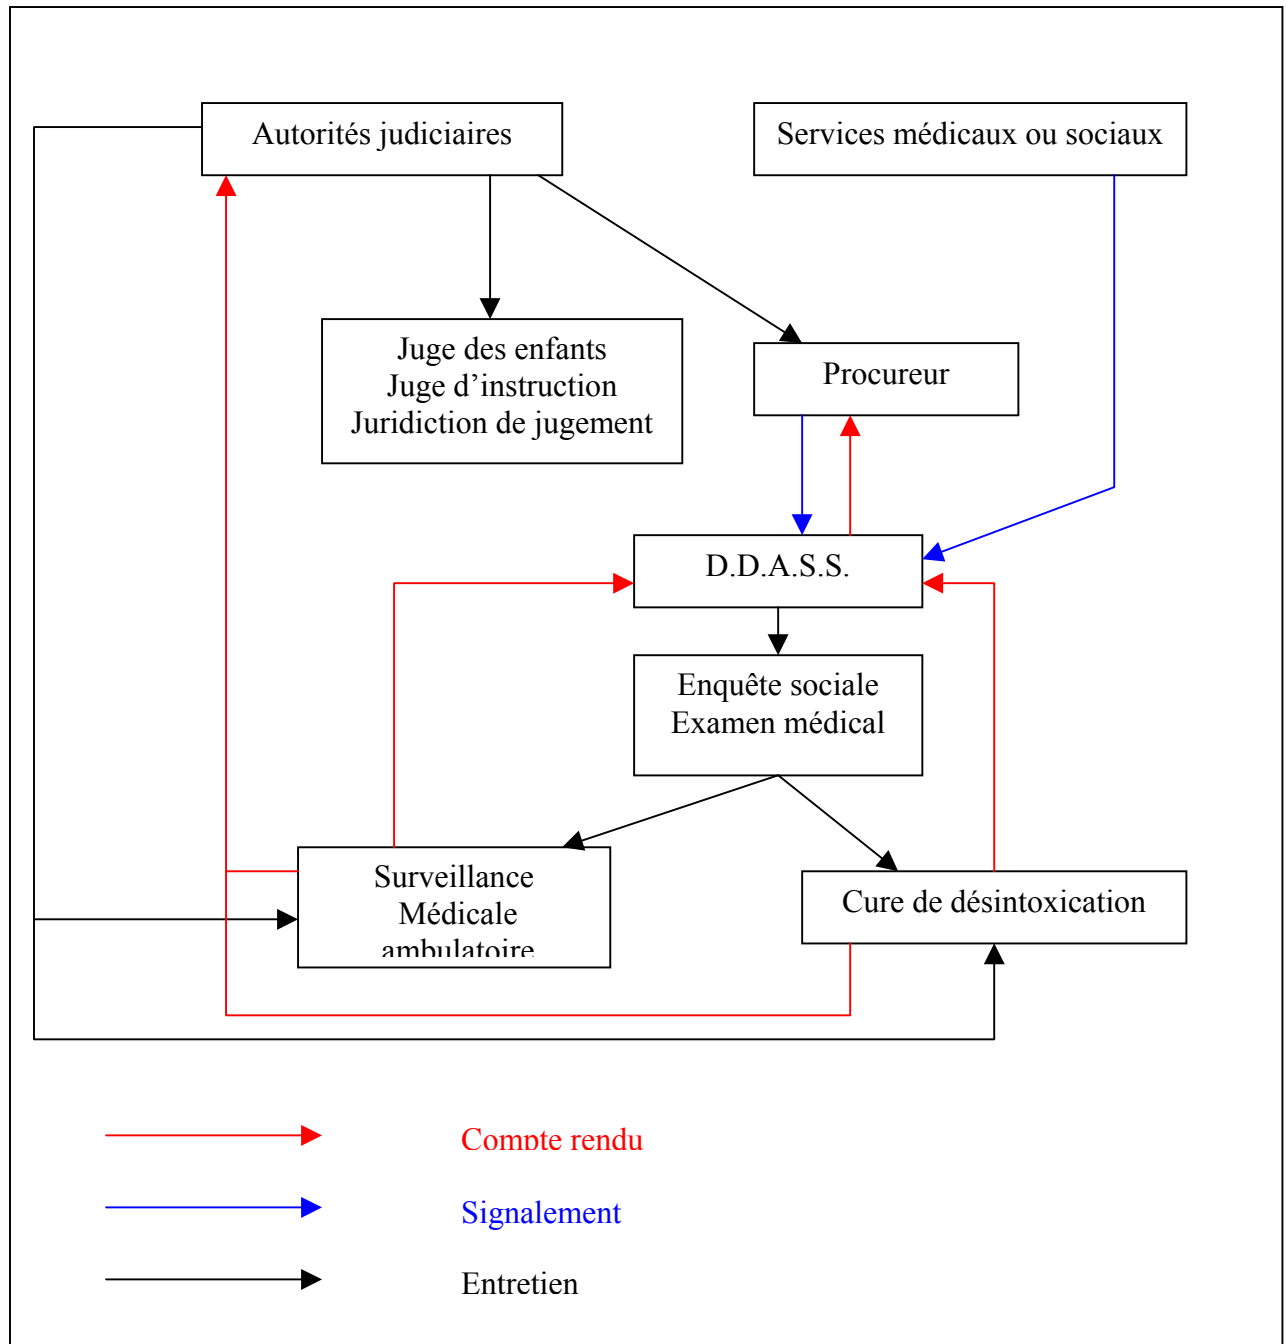 Autorités judiciaires
Services médicaux ou sociaux
Juge des enfants
Juge d’instruction
Juridiction de jugement
Procureur
D.D.A.S.S.
Enquête sociale
Examen médical
Surveillance
Médicale
ambulatoire
Cure de désintoxication
Compte rendu
Signalement
Entretien